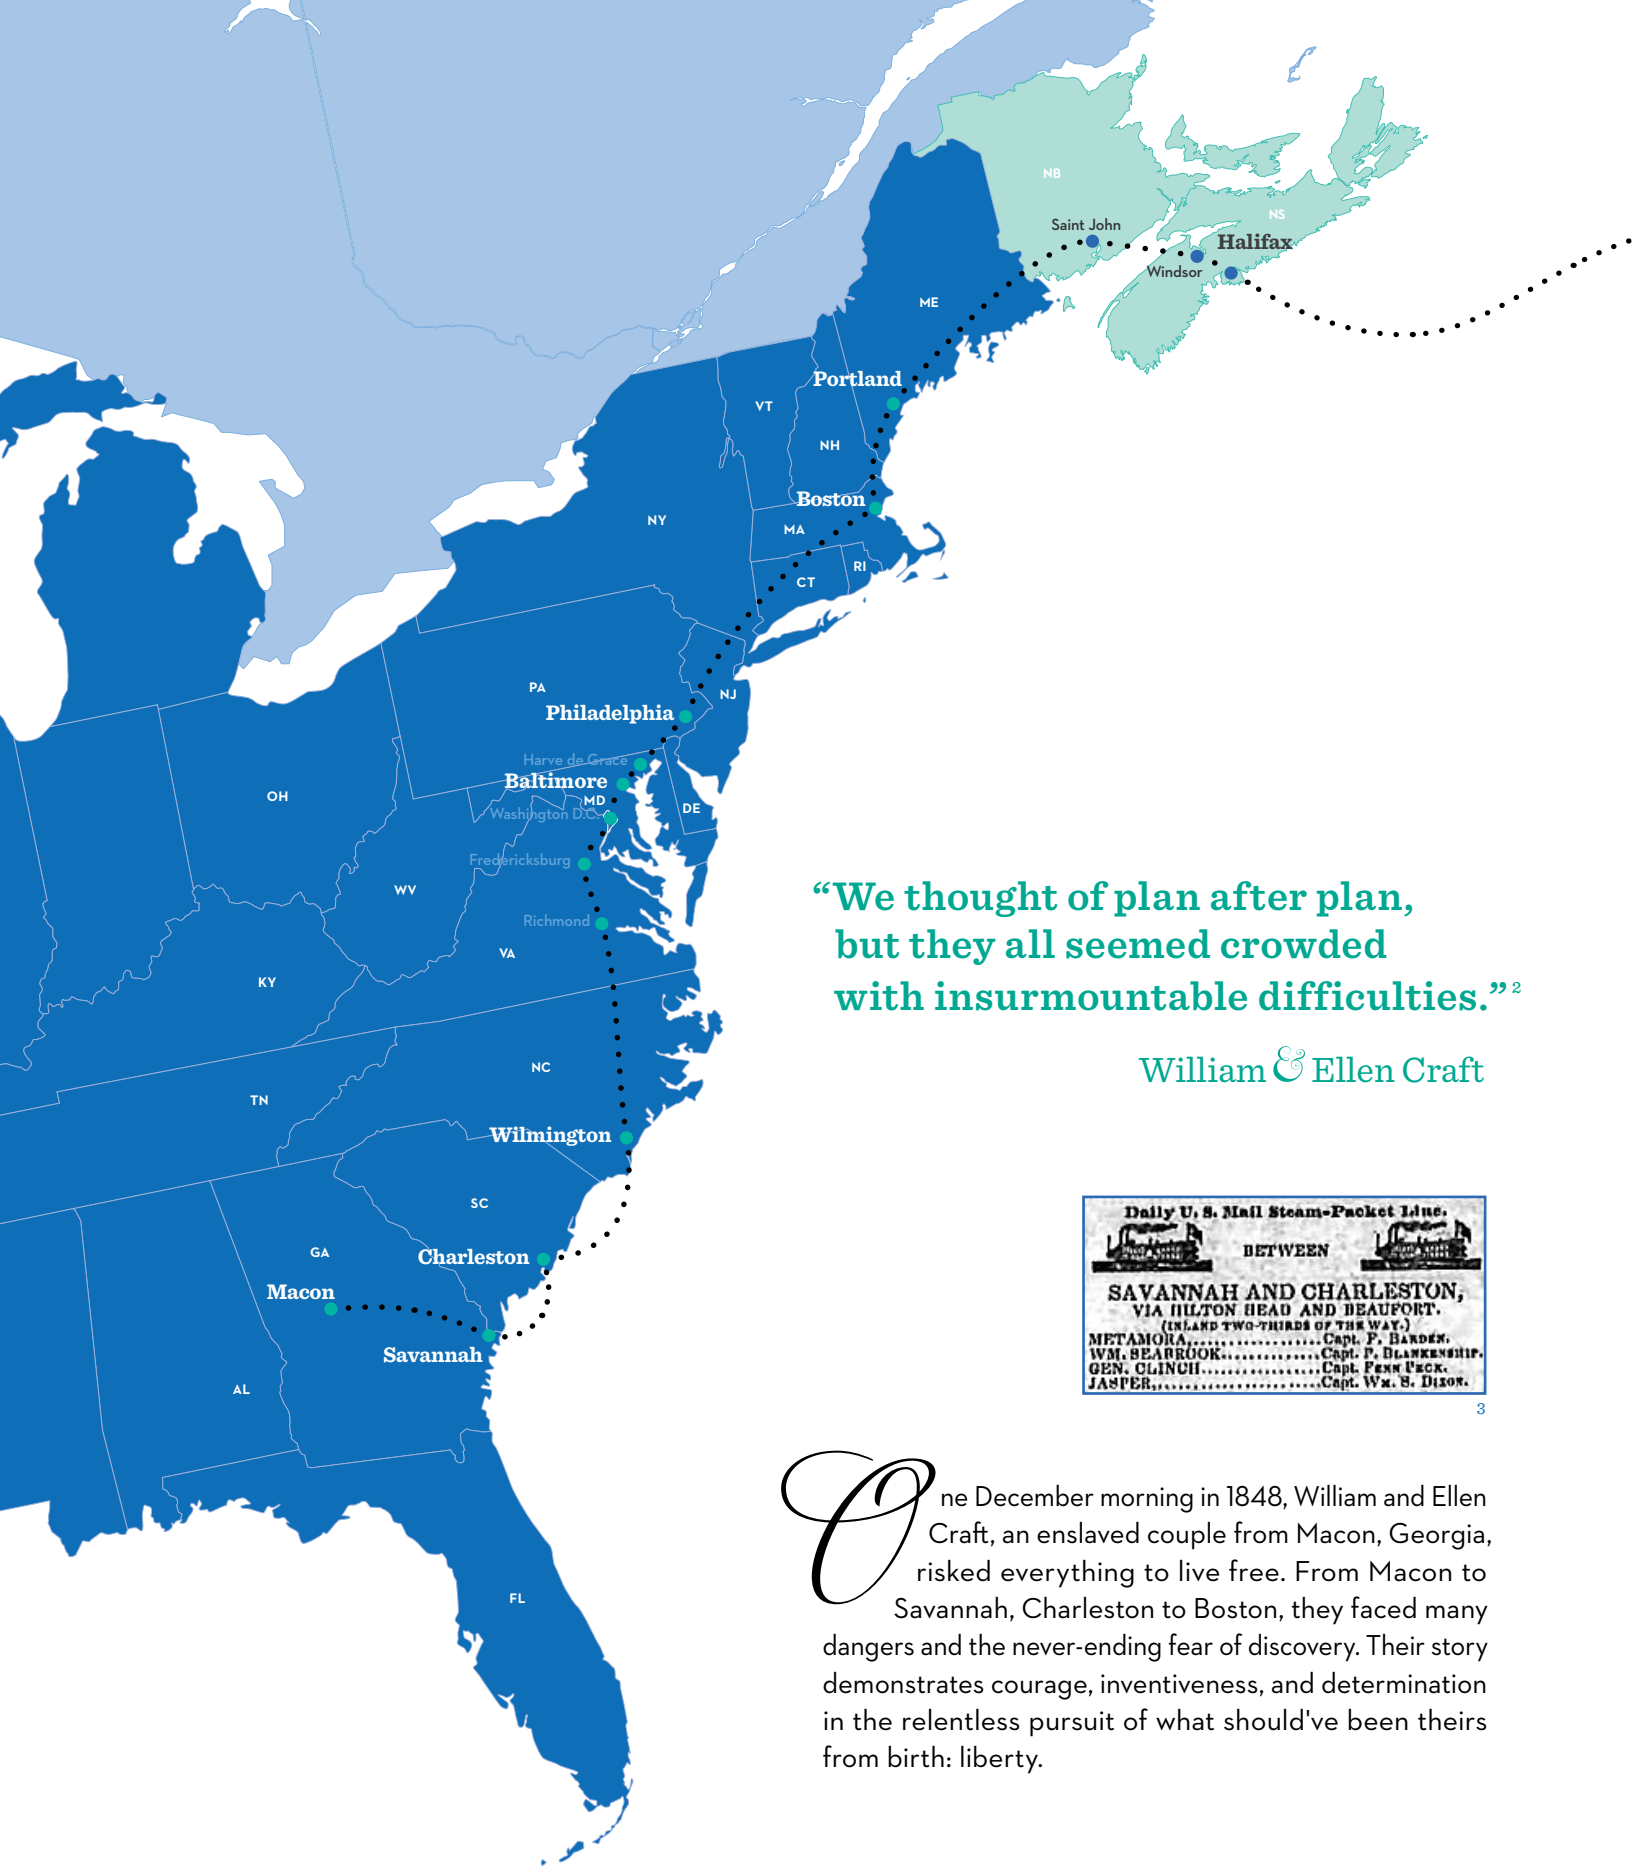 NB
Saint John
NS
Halifax
Windsor
ME
Portland
VT
NH
Boston
NY
MA
RI
CT
PA
NJ
Philadelphia
Harve de Grace
Baltimore
OH
MD
DE
Washington D.C.
Fredericksburg
WV
Richmond
VA
KY
NC
TN
Wilmington
SC
GA
Charleston
Macon
Savannah
AL
FL
“We thought of plan after plan,
but they all seemed crowded
with insurmountable difficulties.”2
William & Ellen Craft
Daily U. S. Mail Steam-Packet Line.
BETWEEN
SAVANNAH AND CHARLESTON,
VIA HILTON HEAD AND BEAUFORT.
(INLAND TWO-THIRDS OF THE WAY.)
METAMORA..................Capt. P. BARDEN.
WM. SEABROOK.............Capt. P. BLANKENSHIP.
GEN. CLINCH...............Capt. PENN PECK.
JASPER......................Capt. WM. S. DIXON.
3
One December morning in 1848, William and Ellen
Craft, an enslaved couple from Macon, Georgia,
risked everything to live free. From Macon to
Savannah, Charleston to Boston, they faced many
dangers and the never-ending fear of discovery. Their story
demonstrates courage, inventiveness, and determination
in the relentless pursuit of what should've been theirs
from birth: liberty.